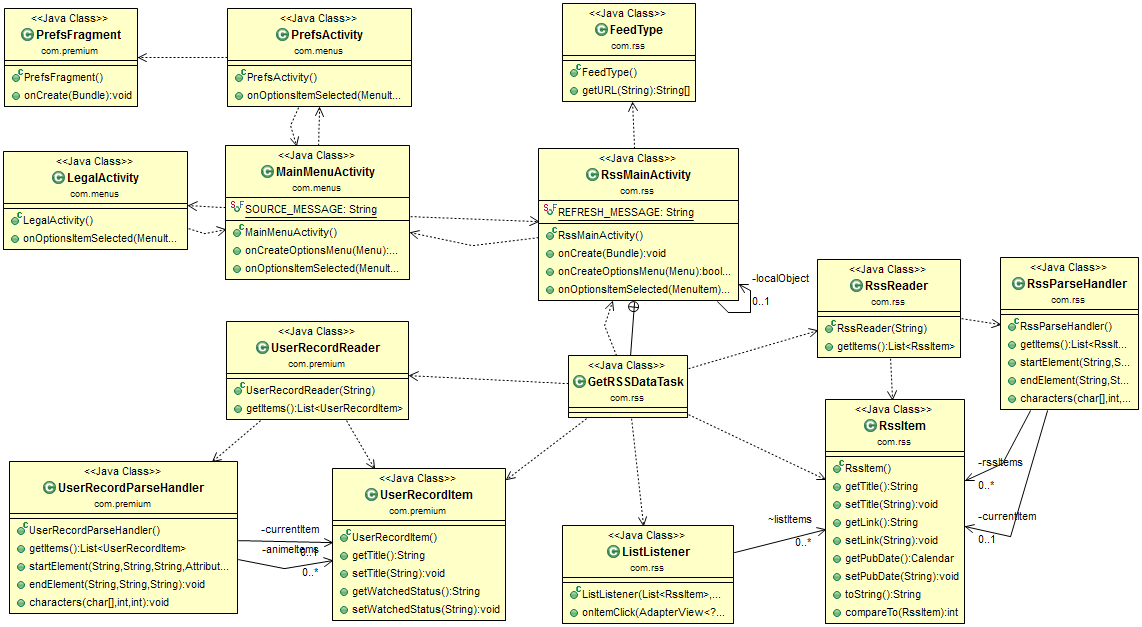 <<Java Class>>
PrefsFragment
com.premium
PrefsFragment()
onCreate(Bundle):void
<<Java Class>>
PrefsActivity
com.menus
PrefsActivity()
onOptionsItemSelected(MenuIt...
<<Java Class>>
FeedType
com.rss
FeedType()
getURL(String):String[]
<<Java Class>>
LegalActivity
com.menus
LegalActivity()
onOptionsItemSelected(MenuIt...
<<Java Class>>
MainMenuActivity
com.menus
SOURCE_MESSAGE: String
MainMenuActivity()
onCreateOptionsMenu(Menu):...
onOptionsItemSelected(MenuIt...
<<Java Class>>
RssMainActivity
com.rss
REFRESH_MESSAGE: String
RssMainActivity()
onCreate(Bundle):void
onCreateOptionsMenu(Menu):bool...
onOptionsItemSelected(MenuItem)...
-localObject
0..1
<<Java Class>>
RssReader
com.rss
RssReader(String)
getItems():List<RssItem>
<<Java Class>>
RssParseHandler
com.rss
RssParseHandler()
getItems():List<RssIt...
startElement(String,S...
endElement(String,St...
characters(char[],int,...
<<Java Class>>
UserRecordReader
com.premium
UserRecordReader(String)
getItems():List<UserRecordItem>
<<Java Class>>
GetRSSDataTask
com.rss
<<Java Class>>
RssItem
com.rss
RssItem()
getTitle():String
setTitle(String):void
getLink():String
setLink(String):void
getPubDate():Calendar
setPubDate(String):void
toString():String
compareTo(RssItem):int
-rssItems
0..*
-currentItem
0..1
<<Java Class>>
UserRecordParseHandler
com.premium
UserRecordParseHandler()
getItems():List<UserRecordItem>
startElement(String,String,String,Attribut...
endElement(String,String,String):void
characters(char[],int,int):void
-currentItem
0..1
-animeItems
0..*
<<Java Class>>
UserRecordItem
com.premium
UserRecordItem()
getTitle():String
setTitle(String):void
getWatchedStatus():String
setWatchedStatus(String):void
<<Java Class>>
ListListener
com.rss
ListListener(List<RssItem>,...
onItemClick(AdapterView<?...
~listItems
0..*